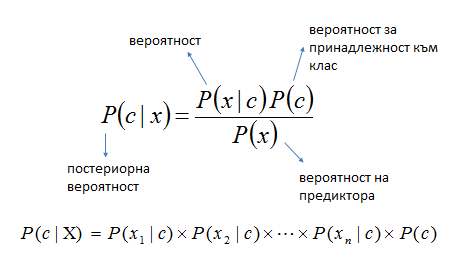 вероятност
вероятност за
принадлежност към
клас
P(c | x) = P(x | c)P(c) / P(x)
постериорна
вероятност
вероятност на
предиктора
P(c | X) = P(x₁ | c) × P(x₂ | c) × ⋯ × P(xₙ | c) × P(c)